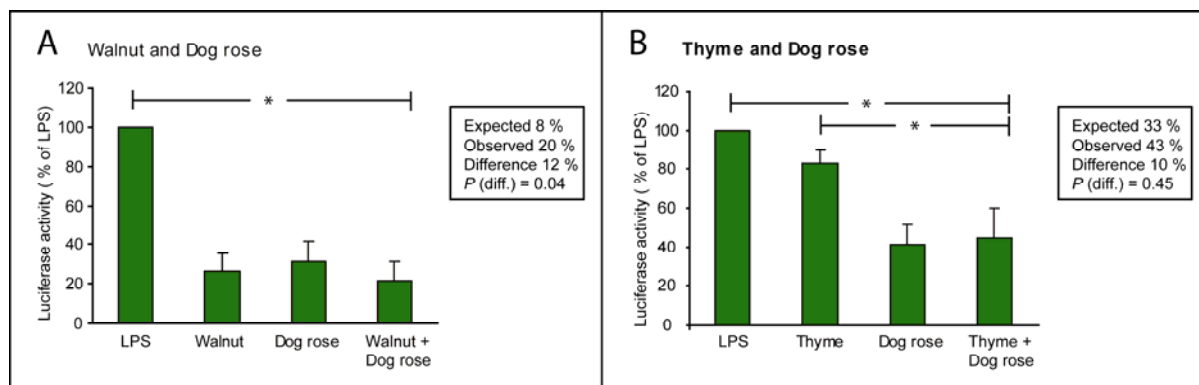 A Walnut and Dog rose
Luciferase activity ( % of LPS)
120
100
80
60
40
20
0
*
LPS
Walnut
Dog rose
Walnut +
Dog rose
Expected 8 %
Observed 20 %
Difference 12 %
P (diff.) = 0.04
B Thyme and Dog rose
Luciferase activity ( % of LPS)
120
100
80
60
40
20
0
*
*
LPS
Thyme
Dog rose
Thyme +
Dog rose
Expected 33 %
Observed 43 %
Difference 10 %
P (diff.) = 0.45